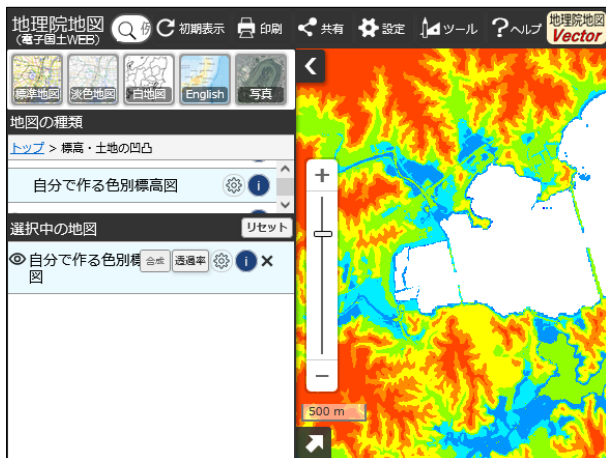 地理院地図
(電子国土WEB)
初期表示
印刷
共有
設定
ツール
ヘルプ
地理院地図
Vector
標準地図
淡色地図
白地図
English
写真
地図の種類
トップ > 標高・土地の凹凸
自分で作る色別標高図
選択中の地図
リセット
自分で作る色別標
図
合成
透過率
500 m